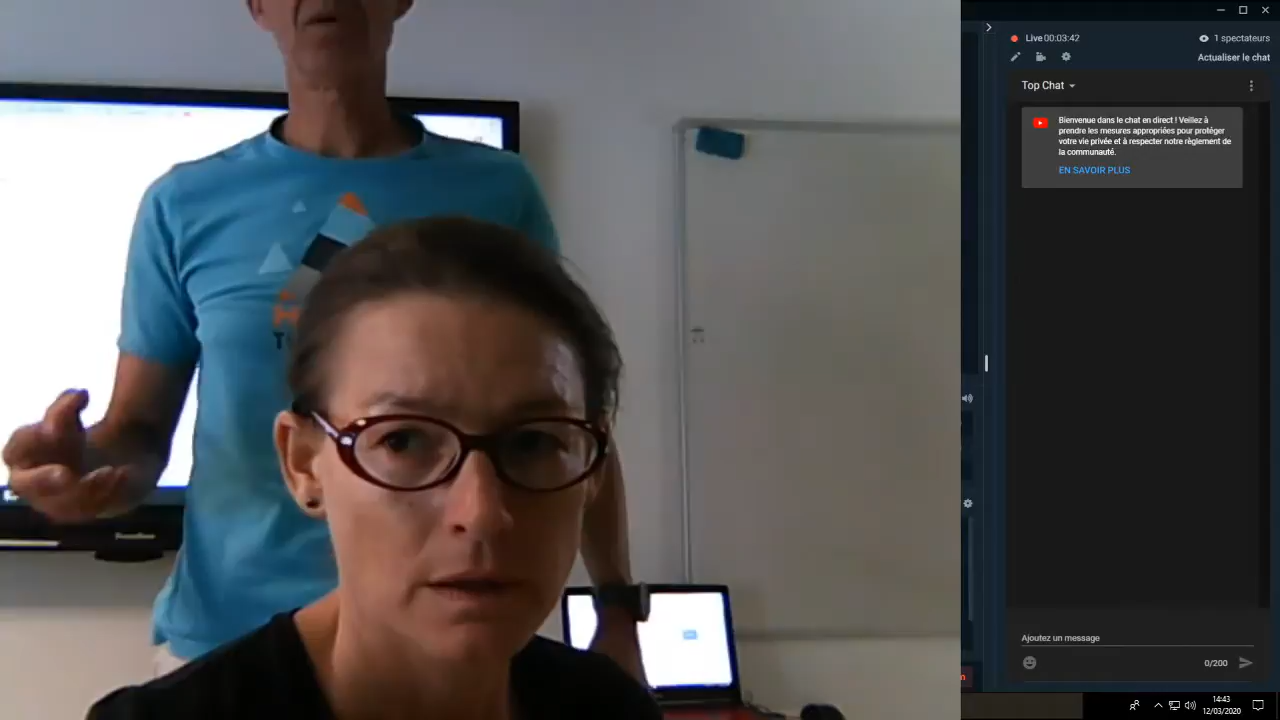 Live 00:03:42
1 spectateurs
Actualiser le chat
Top Chat
Bienvenue dans le chat en direct ! Veillez à
prendre les mesures appropriées pour protéger
votre vie privée et à respecter notre règlement de
la communauté.
EN SAVOIR PLUS
Ajoutez un message
0/200
14:43
12/03/2020